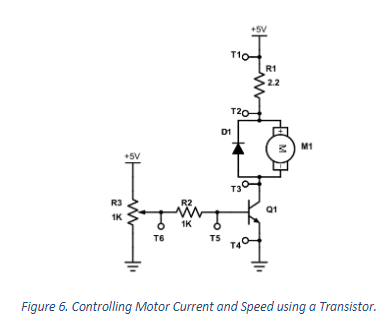 +5V
T1
R1
2.2
T2
D1
+
M
-
M1
+5V
T3
R3
1K
R2
1K
Q1
T6
T5
T4
Figure 6. Controlling Motor Current and Speed using a Transistor.